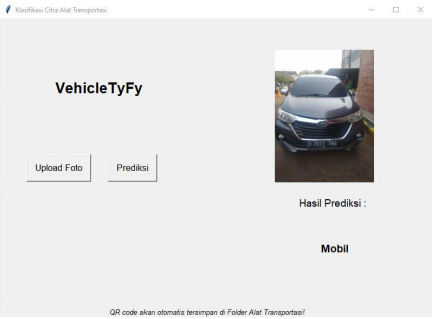 Klasifikasi Citra Alat Transportasi
VehicleTyFy
Upload Foto
Prediksi
Hasil Prediksi :
Mobil
QR code akan otomatis tersimpan di Folder Alat Transportasi!